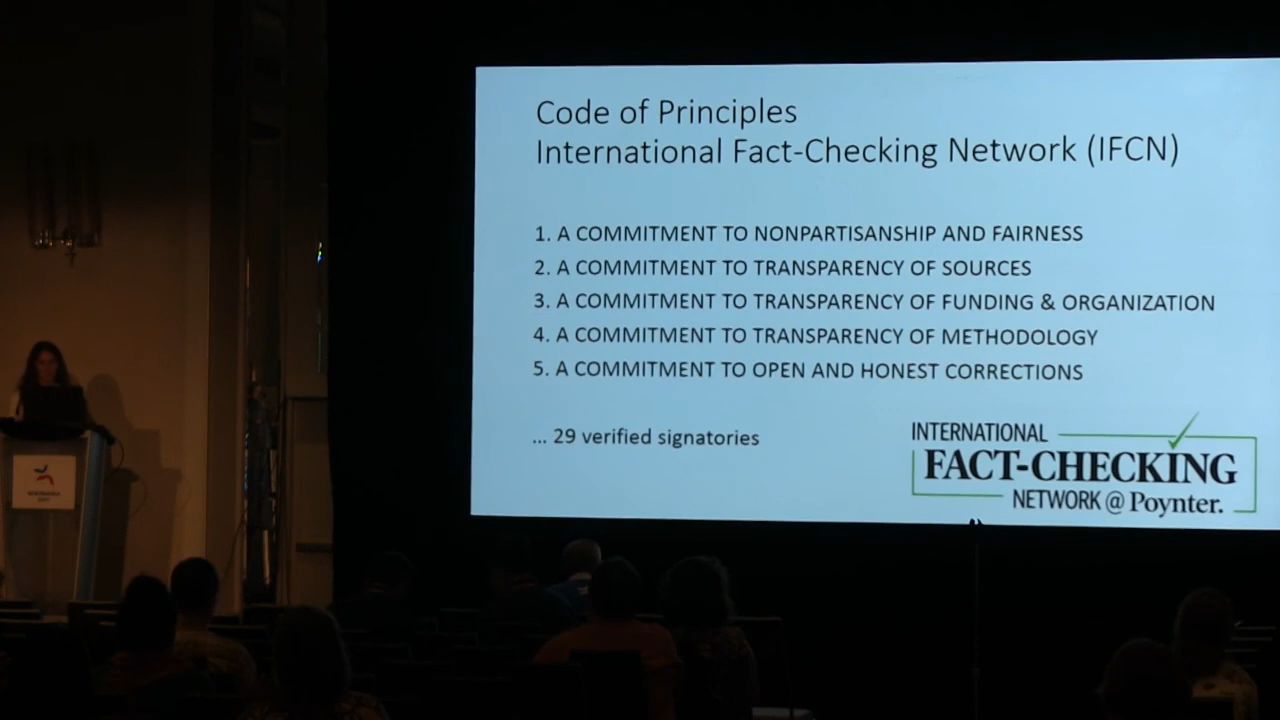 Code of Principles
International Fact-Checking Network (IFCN)
1. A COMMITMENT TO NONPARTISANSHIP AND FAIRNESS
2. A COMMITMENT TO TRANSPARENCY OF SOURCES
3. A COMMITMENT TO TRANSPARENCY OF FUNDING & ORGANIZATION
4. A COMMITMENT TO TRANSPARENCY OF METHODOLOGY
5. A COMMITMENT TO OPEN AND HONEST CORRECTIONS
... 29 verified signatories
INTERNATIONAL
FACT-CHECKING
NETWORK @ Poynter.
WIKIMANIA
2017